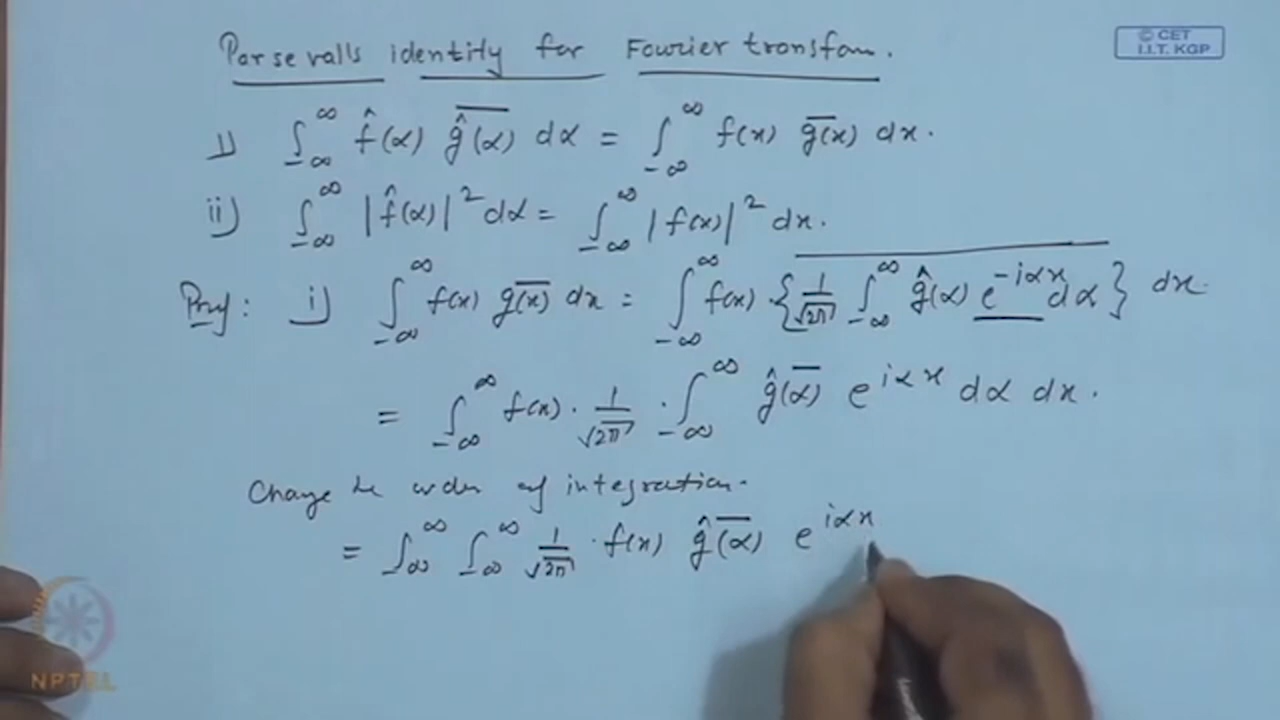 © CET
I.I.T. KGP
Parsevalls identity for Fourier transfom.
i) ∫_{-∞}^{∞} f̂(α) \overline{ĝ(α)} dα = ∫_{-∞}^{∞} f(x) \overline{g(x)} dx.
ii) ∫_{-∞}^{∞} |f̂(α)|² dα = ∫_{-∞}^{∞} |f(x)|² dx.
Proof: i) ∫_{-∞}^{∞} f(x) \overline{g(x)} dx = ∫_{-∞}^{∞} f(x) \overline{{1/√2π ∫_{-∞}^{∞} ĝ(α) e^{-iαx} dα}} dx.
= ∫_{-∞}^{∞} f(x) · 1/√2π · ∫_{-∞}^{∞} \overline{ĝ(α)} e^{iαx} dα dx.
Change the order of integration.
= ∫_{-∞}^{∞} ∫_{-∞}^{∞} 1/√2π · f(x) \overline{ĝ(α)} e^{iαx}
NPTEL